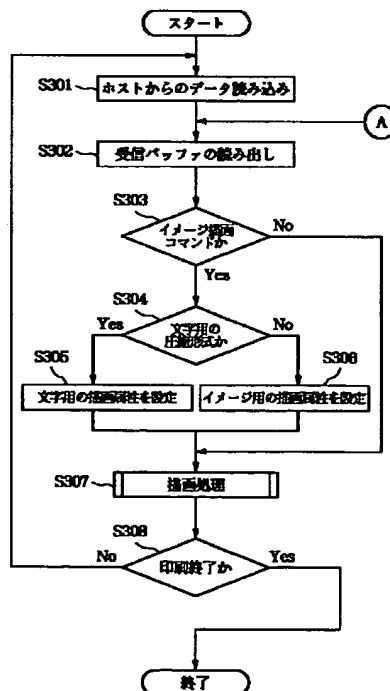 スタート
S301
ホストからのデータ読み込み
A
S302
受信バッファの読み出し
S303
イメージ描画
コマンドか
No
Yes
S304
文字用の
圧縮形式か
Yes
No
S305
文字用の描画属性を設定
S306
イメージ用の描画属性を設定
S307
描画処理
S308
印刷終了か
No
Yes
終了